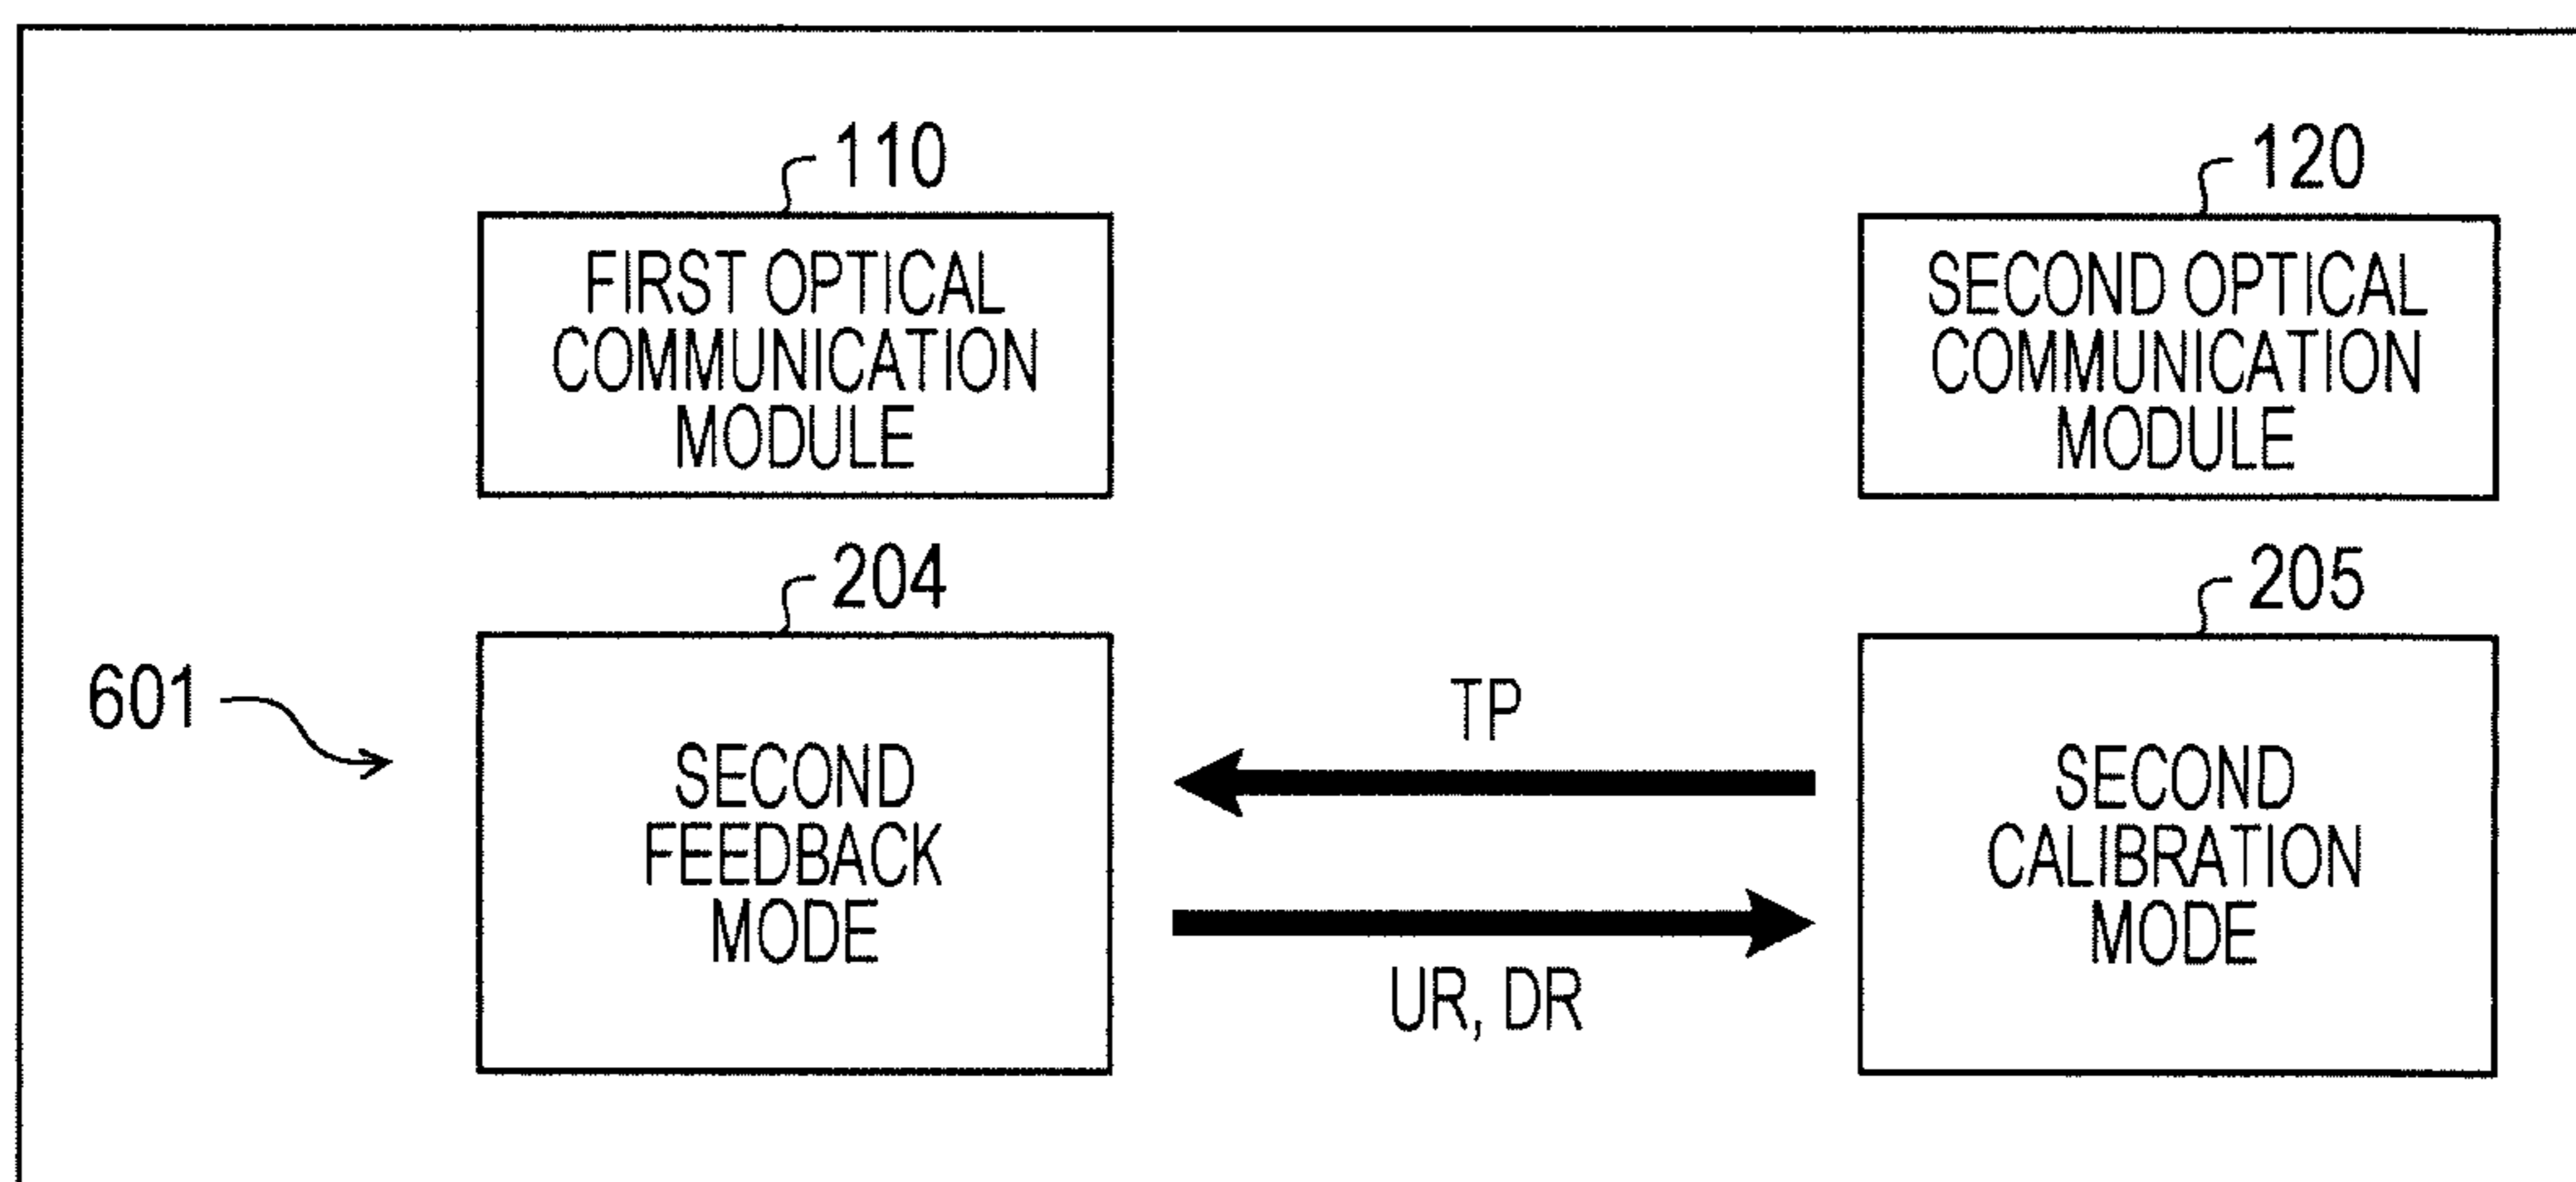 110
120
FIRST OPTICAL
COMMUNICATION
MODULE
SECOND OPTICAL
COMMUNICATION
MODULE
204
205
601
SECOND
FEEDBACK
MODE
TP
UR, DR
SECOND
CALIBRATION
MODE